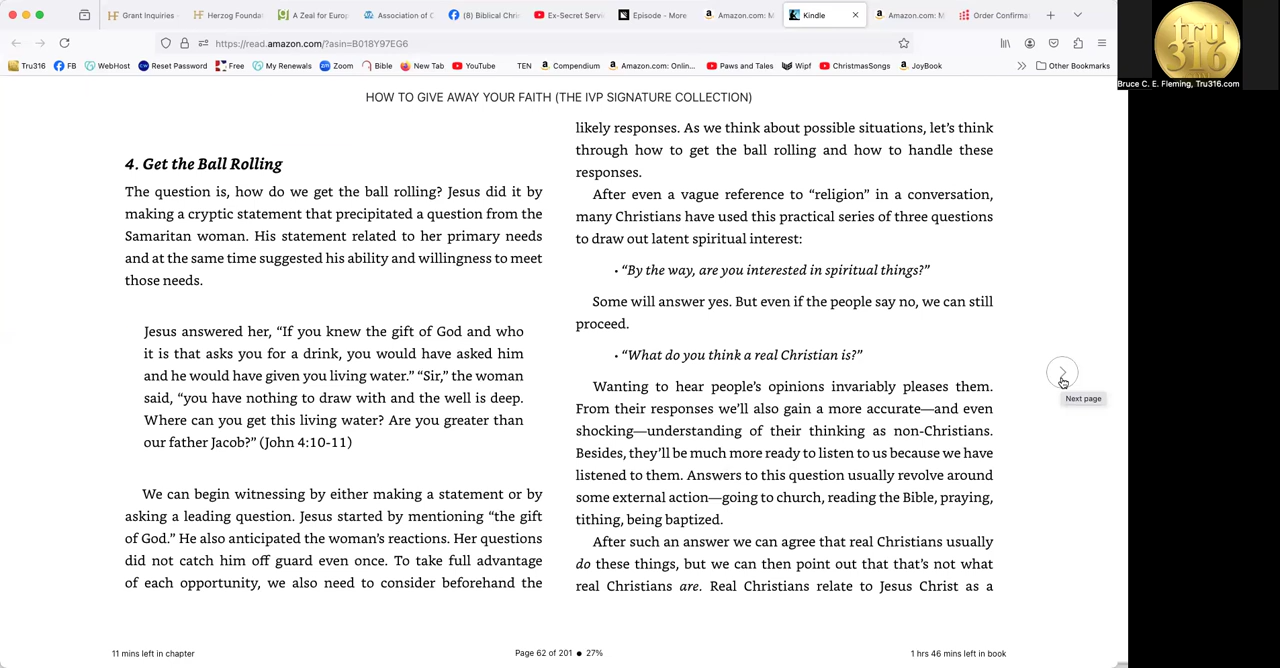 Grant Inquiries
Herzog Founda
A Zeal for Europ
Association of C
(8) Biblical Chris
Ex-Secret Servi
Episode - More
Amazon.com: M
Kindle
Amazon.com: M
Order Confirma
https://read.amazon.com/?asin=B018Y97EG6
Tru316
FB
WebHost
Reset Password
Free
My Renewals
Zoom
Bible
New Tab
YouTube
TEN
Compendium
Amazon.com: Onlin...
Paws and Tales
Wipf
ChristmasSongs
JoyBook
Other Bookmarks
tru
316
Bruce C. E. Fleming, Tru316.com
HOW TO GIVE AWAY YOUR FAITH (THE IVP SIGNATURE COLLECTION)
4. Get the Ball Rolling
The question is, how do we get the ball rolling? Jesus did it by
making a cryptic statement that precipitated a question from the
Samaritan woman. His statement related to her primary needs
and at the same time suggested his ability and willingness to meet
those needs.
Jesus answered her, “If you knew the gift of God and who
it is that asks you for a drink, you would have asked him
and he would have given you living water.” “Sir,” the woman
said, “you have nothing to draw with and the well is deep.
Where can you get this living water? Are you greater than
our father Jacob?” (John 4:10-11)
We can begin witnessing by either making a statement or by
asking a leading question. Jesus started by mentioning “the gift
of God.” He also anticipated the woman’s reactions. Her questions
did not catch him off guard even once. To take full advantage
of each opportunity, we also need to consider beforehand the
likely responses. As we think about possible situations, let’s think
through how to get the ball rolling and how to handle these
responses.
After even a vague reference to “religion” in a conversation,
many Christians have used this practical series of three questions
to draw out latent spiritual interest:
• “By the way, are you interested in spiritual things?”
Some will answer yes. But even if the people say no, we can still
proceed.
• “What do you think a real Christian is?”
Wanting to hear people’s opinions invariably pleases them.
From their responses we’ll also gain a more accurate—and even
shocking—understanding of their thinking as non-Christians.
Besides, they’ll be much more ready to listen to us because we have
listened to them. Answers to this question usually revolve around
some external action—going to church, reading the Bible, praying,
tithing, being baptized.
After such an answer we can agree that real Christians usually
do these things, but we can then point out that that’s not what
real Christians are. Real Christians relate to Jesus Christ as a
Next page
11 mins left in chapter
Page 62 of 201 ● 27%
1 hrs 46 mins left in book